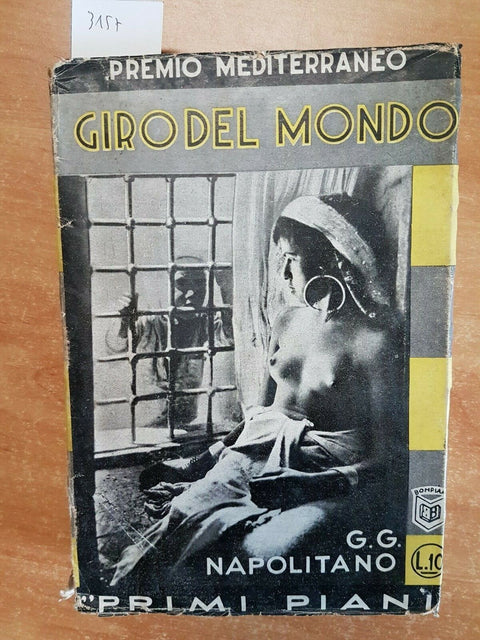 3157
PREMIO MEDITERRANEO
GIRO DEL MONDO
BOMPIANI
G.G.
NAPOLITANO
L.10
"PRIMI PIANI